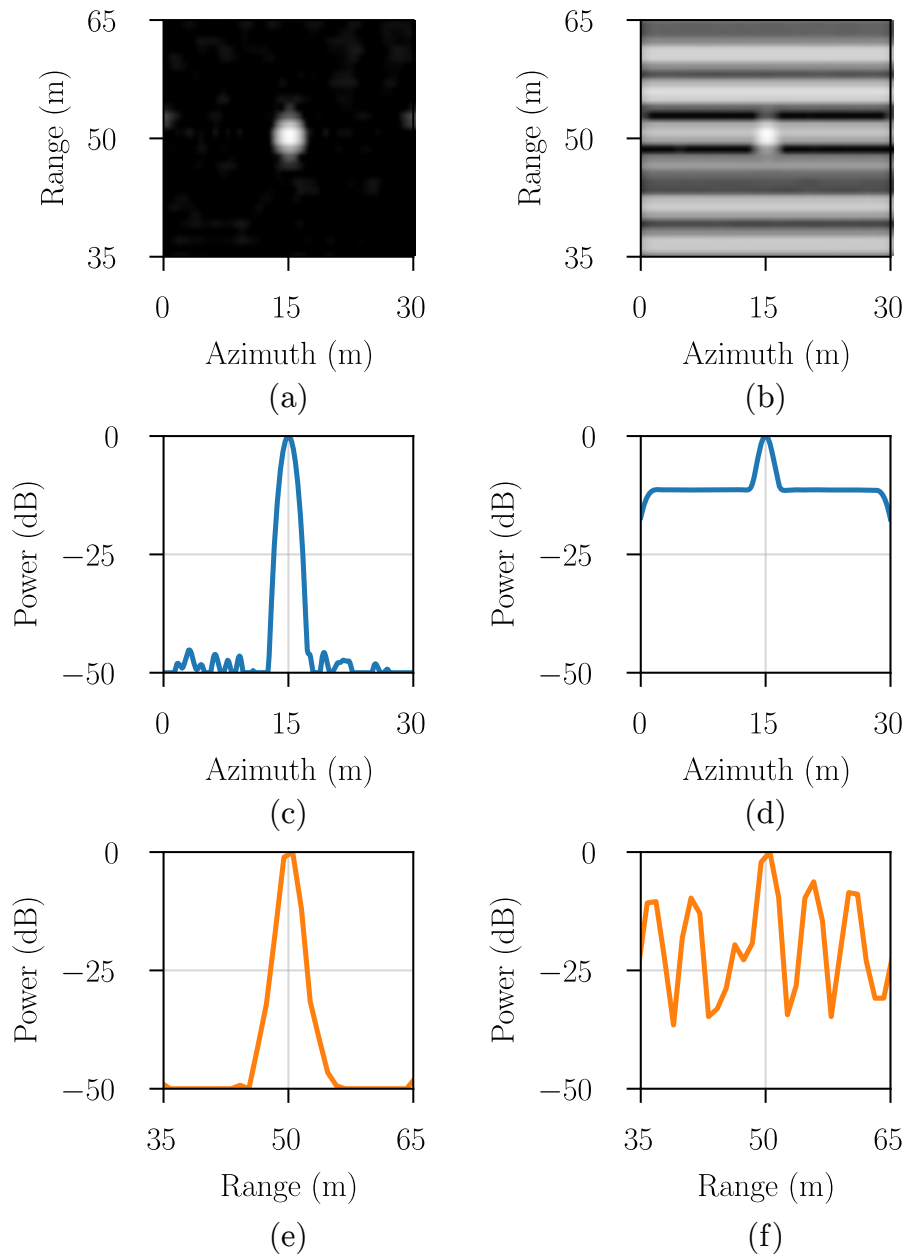 65
50
35
Range (m)
0 15 30
Azimuth (m)
(a)
65
50
35
Range (m)
0 15 30
Azimuth (m)
(b)
0
−25
−50
Power (dB)
0 15 30
Azimuth (m)
(c)
0
−25
−50
Power (dB)
0 15 30
Azimuth (m)
(d)
0
−25
−50
Power (dB)
35 50 65
Range (m)
(e)
0
−25
−50
Power (dB)
35 50 65
Range (m)
(f)